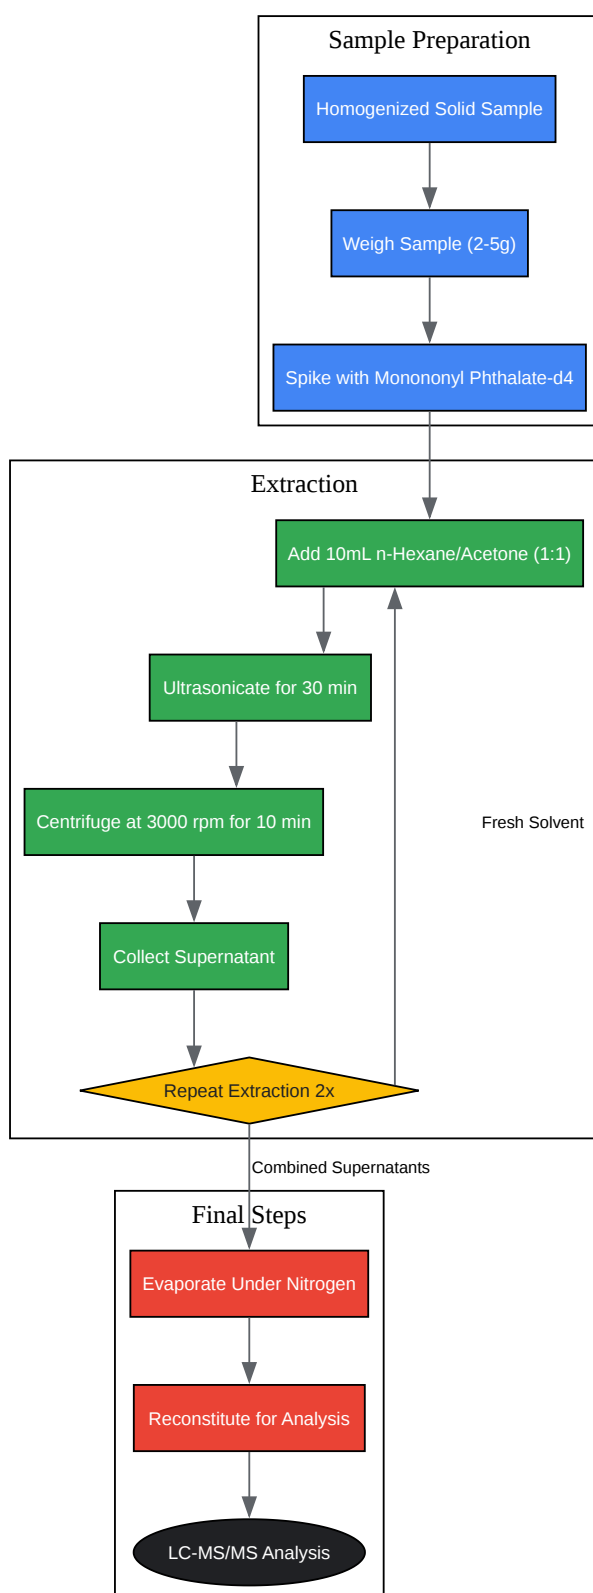 Sample Preparation
Homogenized Solid Sample
Weigh Sample (2-5g)
Spike with Mononoyl Phthalate-d4
Extraction
Add 10mL n-Hexane/Acetone (1:1)
Ultrasonicate for 30 min
Centrifuge at 3000 rpm for 10 min
Fresh Solvent
Collect Supernatant
Repeat Extraction 2x
Combined Supernatants
Final Steps
Evaporate Under Nitrogen
Reconstitute for Analysis
LC-MS/MS Analysis